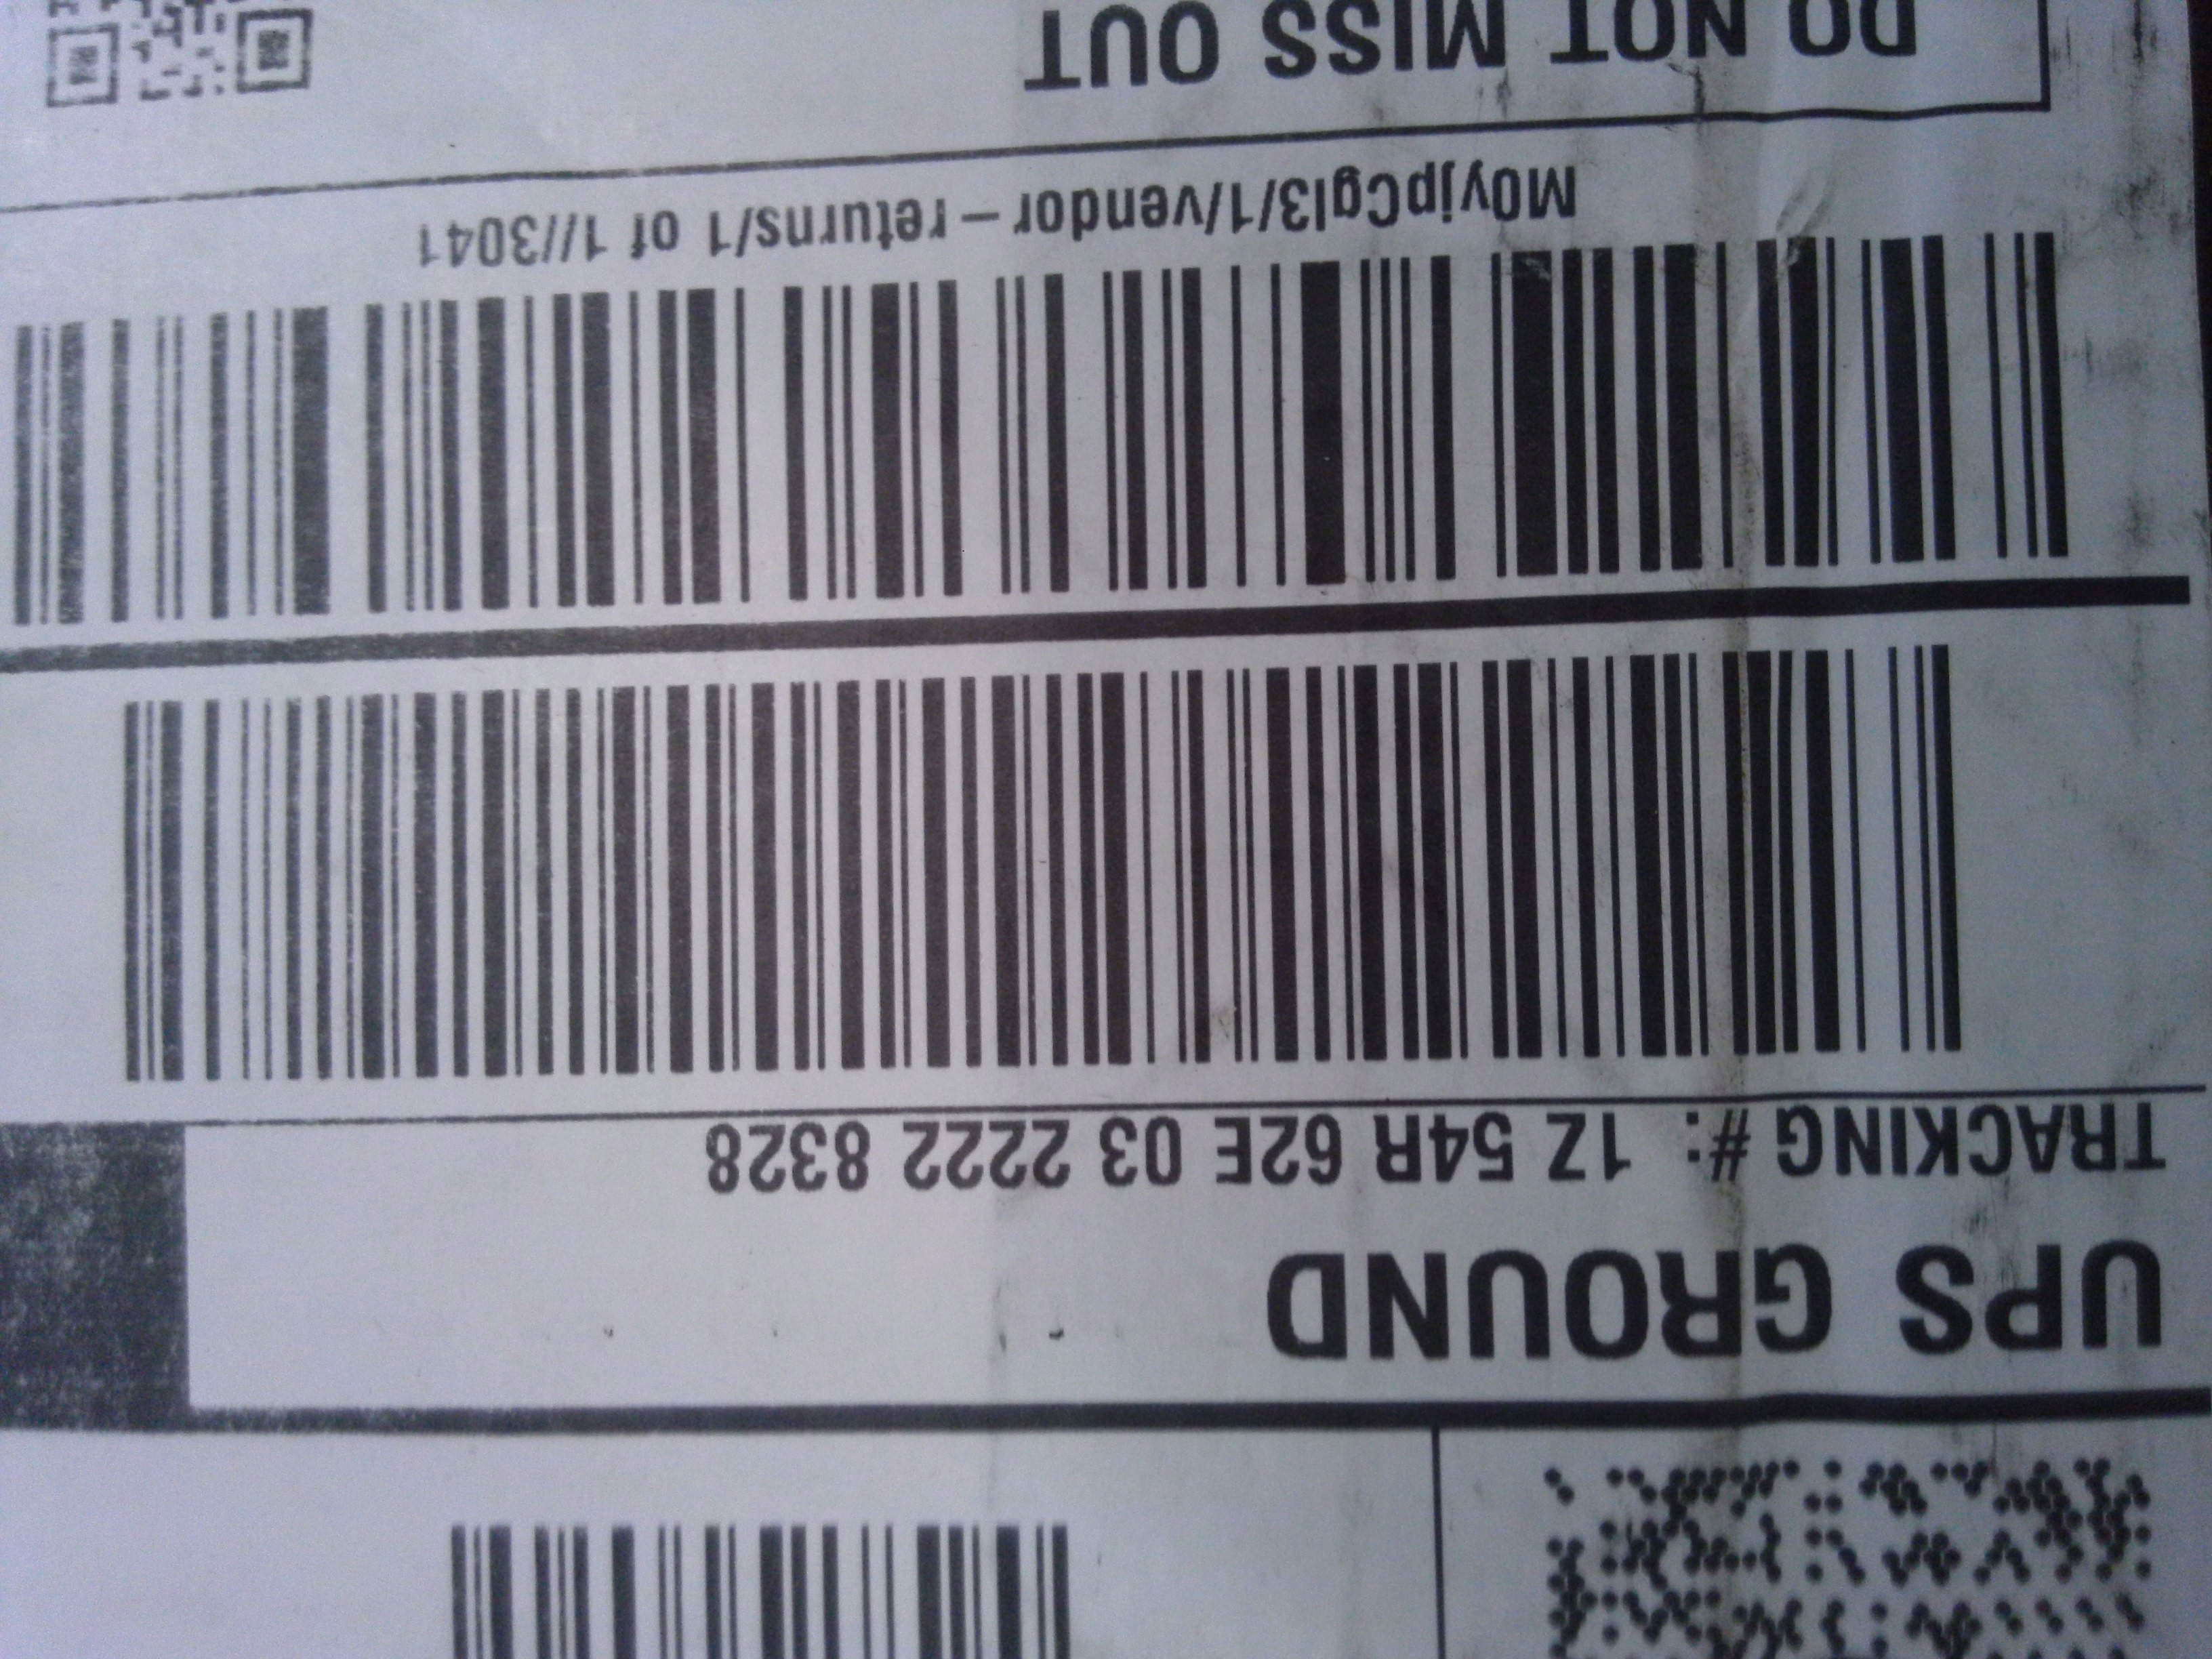 UPS GROUND
TRACKING #: 1Z 54R 62E 03 2222 8328
M0yjpCgl3/1/vendor – returns/1 of 1//3041
DO NOT MISS OUT